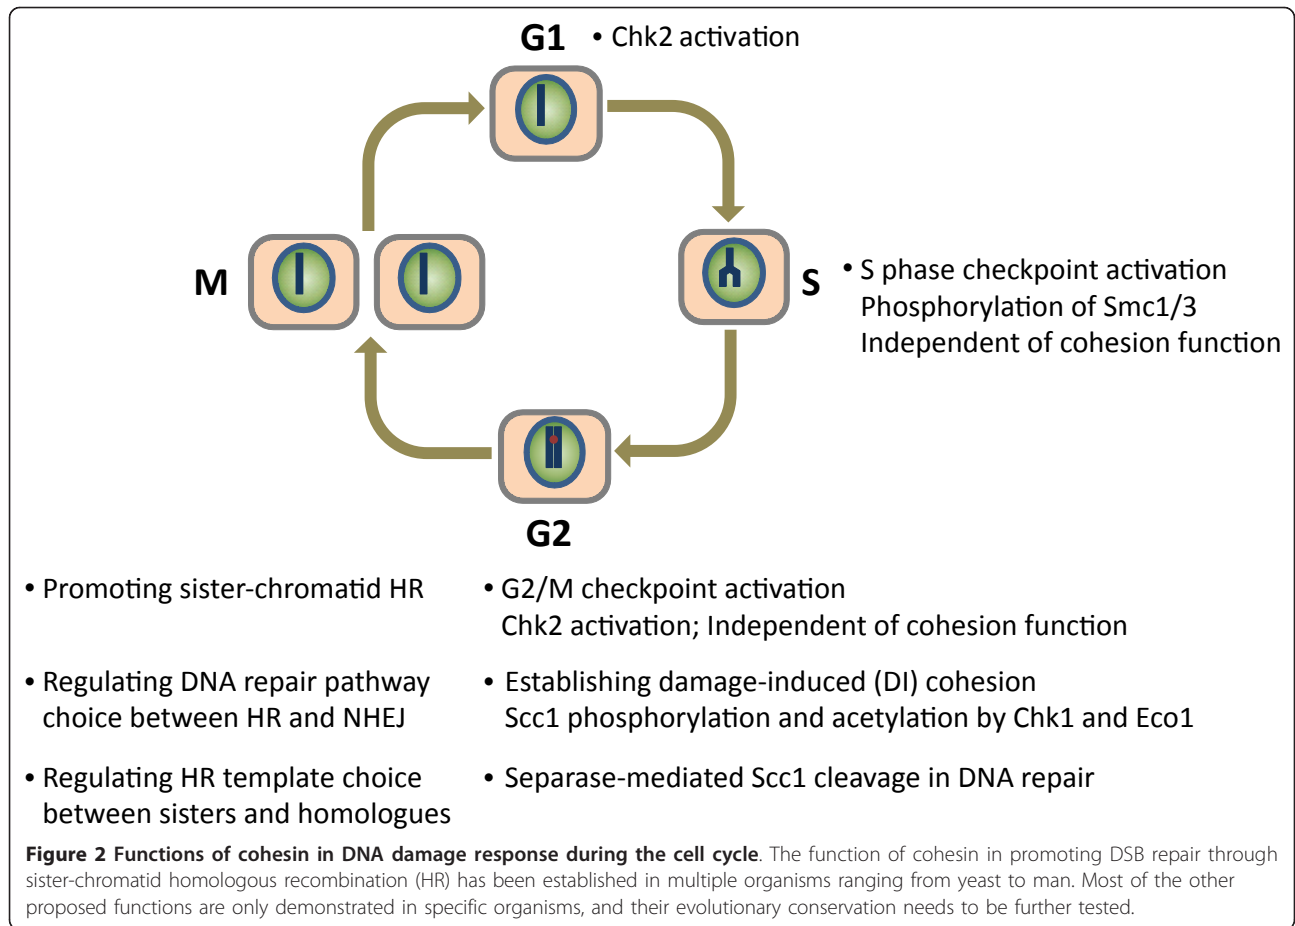 G1 • Chk2 activation
M
S
• S phase checkpoint activation
Phosphorylation of Smc1/3
Independent of cohesion function
G2
• Promoting sister-chromatid HR
• Regulating DNA repair pathway
choice between HR and NHEJ
• Regulating HR template choice
between sisters and homologues
• G2/M checkpoint activation
Chk2 activation; Independent of cohesion function
• Establishing damage-induced (DI) cohesion
Scc1 phosphorylation and acetylation by Chk1 and Eco1
• Separase-mediated Scc1 cleavage in DNA repair
Figure 2 Functions of cohesin in DNA damage response during the cell cycle. The function of cohesin in promoting DSB repair through
sister-chromatid homologous recombination (HR) has been established in multiple organisms ranging from yeast to man. Most of the other
proposed functions are only demonstrated in specific organisms, and their evolutionary conservation needs to be further tested.